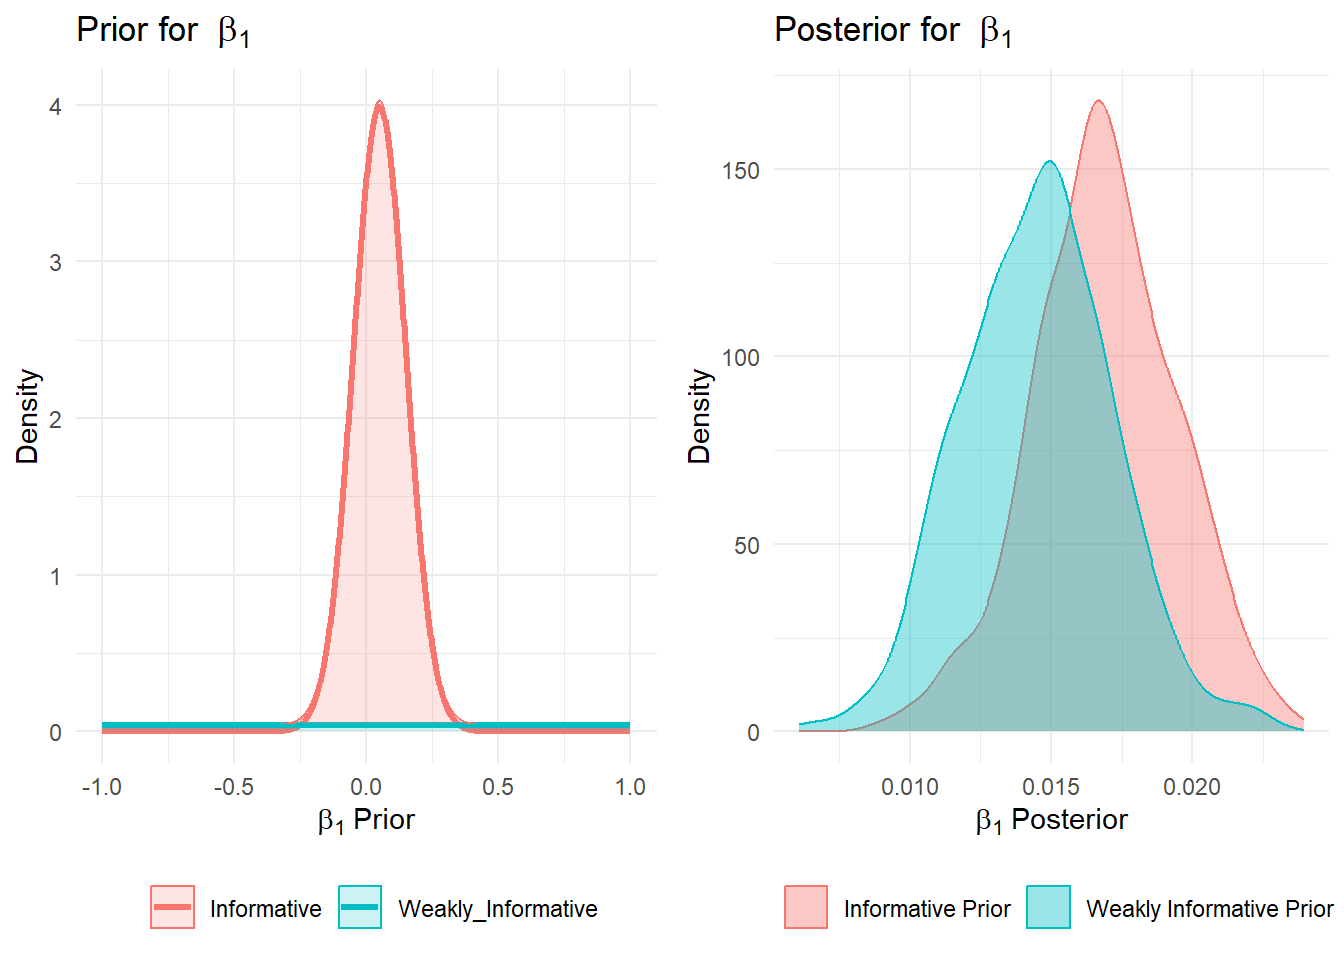 Prior for β1
Density
4
3
2
1
0
-1.0 -0.5 0.0 0.5 1.0
β1 Prior
Informative Weakly_Informative
Posterior for β1
Density
150
100
50
0
0.010 0.015 0.020
β1 Posterior
Informative Prior Weakly Informative Prior